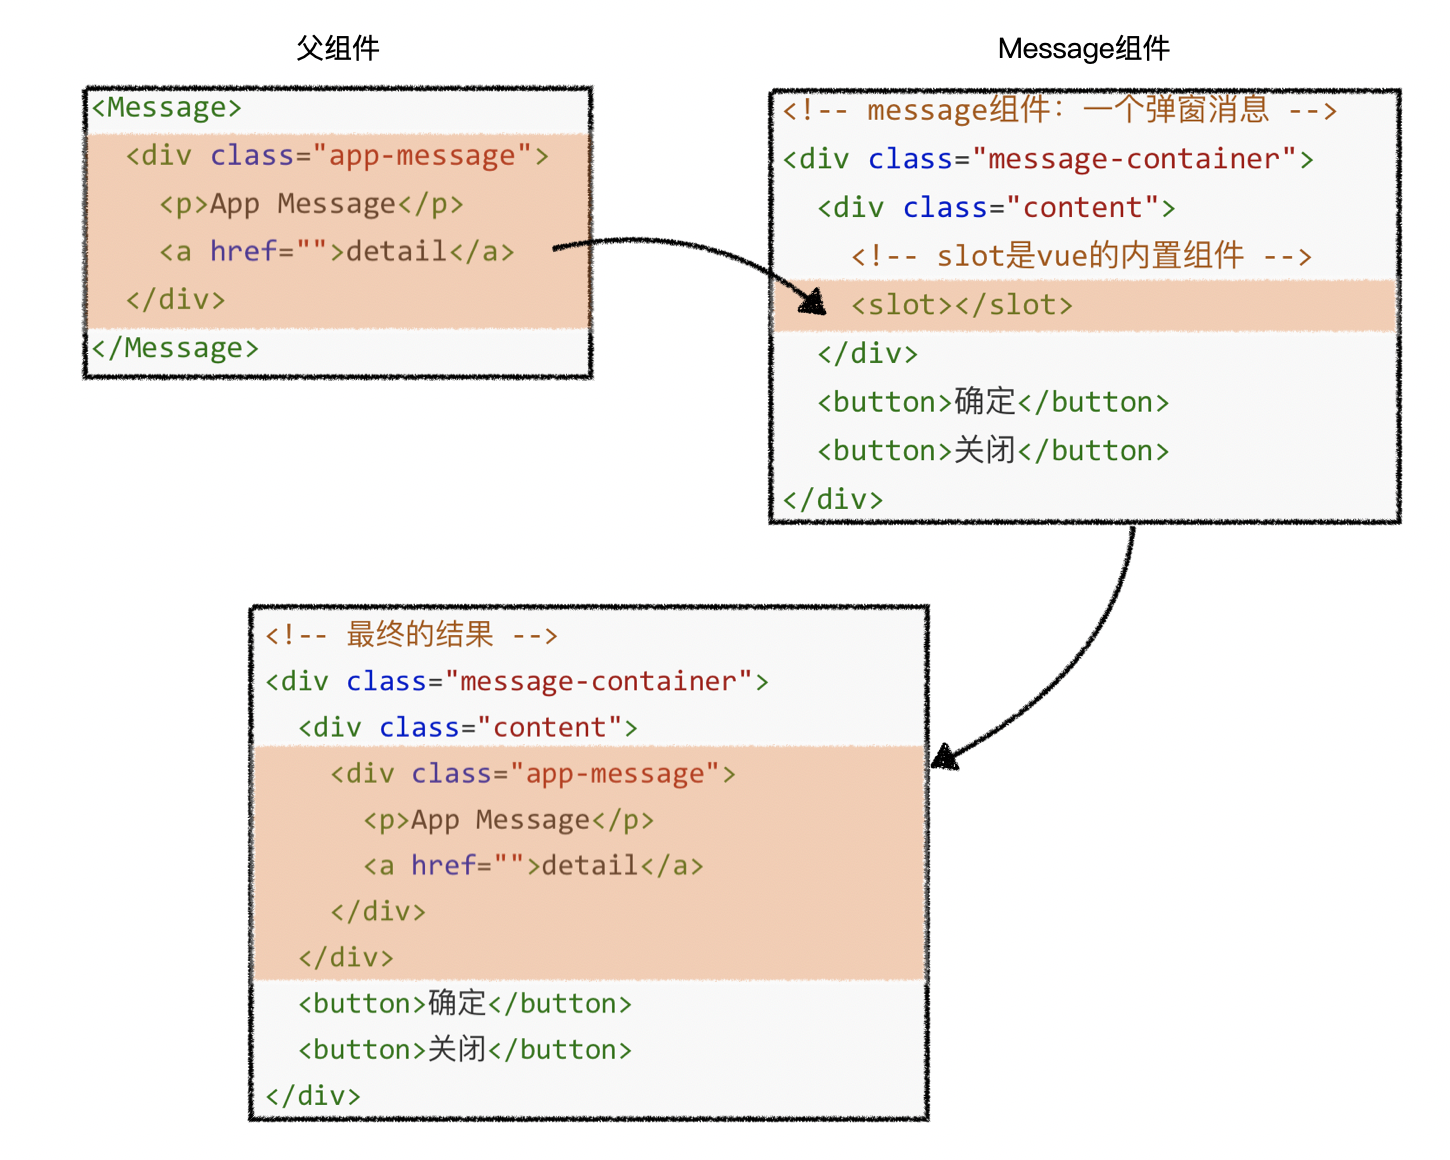 父组件
<Message>
  <div class="app-message">
    <p>App Message</p>
    <a href="">detail</a>
  </div>
</Message>
Message组件
<!-- message组件：一个弹窗消息 -->
<div class="message-container">
  <div class="content">
    <!-- slot是vue的内置组件 -->
    <slot></slot>
  </div>
  <button>确定</button>
  <button>关闭</button>
</div>
<!-- 最终的结果 -->
<div class="message-container">
  <div class="content">
    <div class="app-message">
      <p>App Message</p>
      <a href="">detail</a>
    </div>
  </div>
  <button>确定</button>
  <button>关闭</button>
</div>